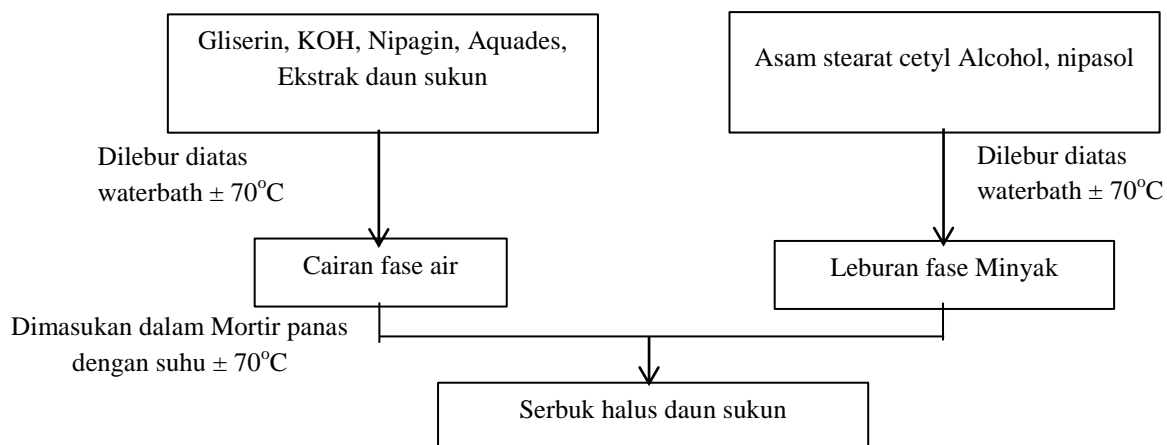 Gliserin, KOH, Nipagin, Aquades,
Ekstrak daun sukun
Asam stearat cetyl Alcohol, nipasol
Dilebur diatas
waterbath ± 70°C
Dilebur diatas
waterbath ± 70°C
Cairan fase air
Leburan fase Minyak
Dimasukan dalam Mortir panas
dengan suhu ± 70°C
Serbuk halus daun sukun